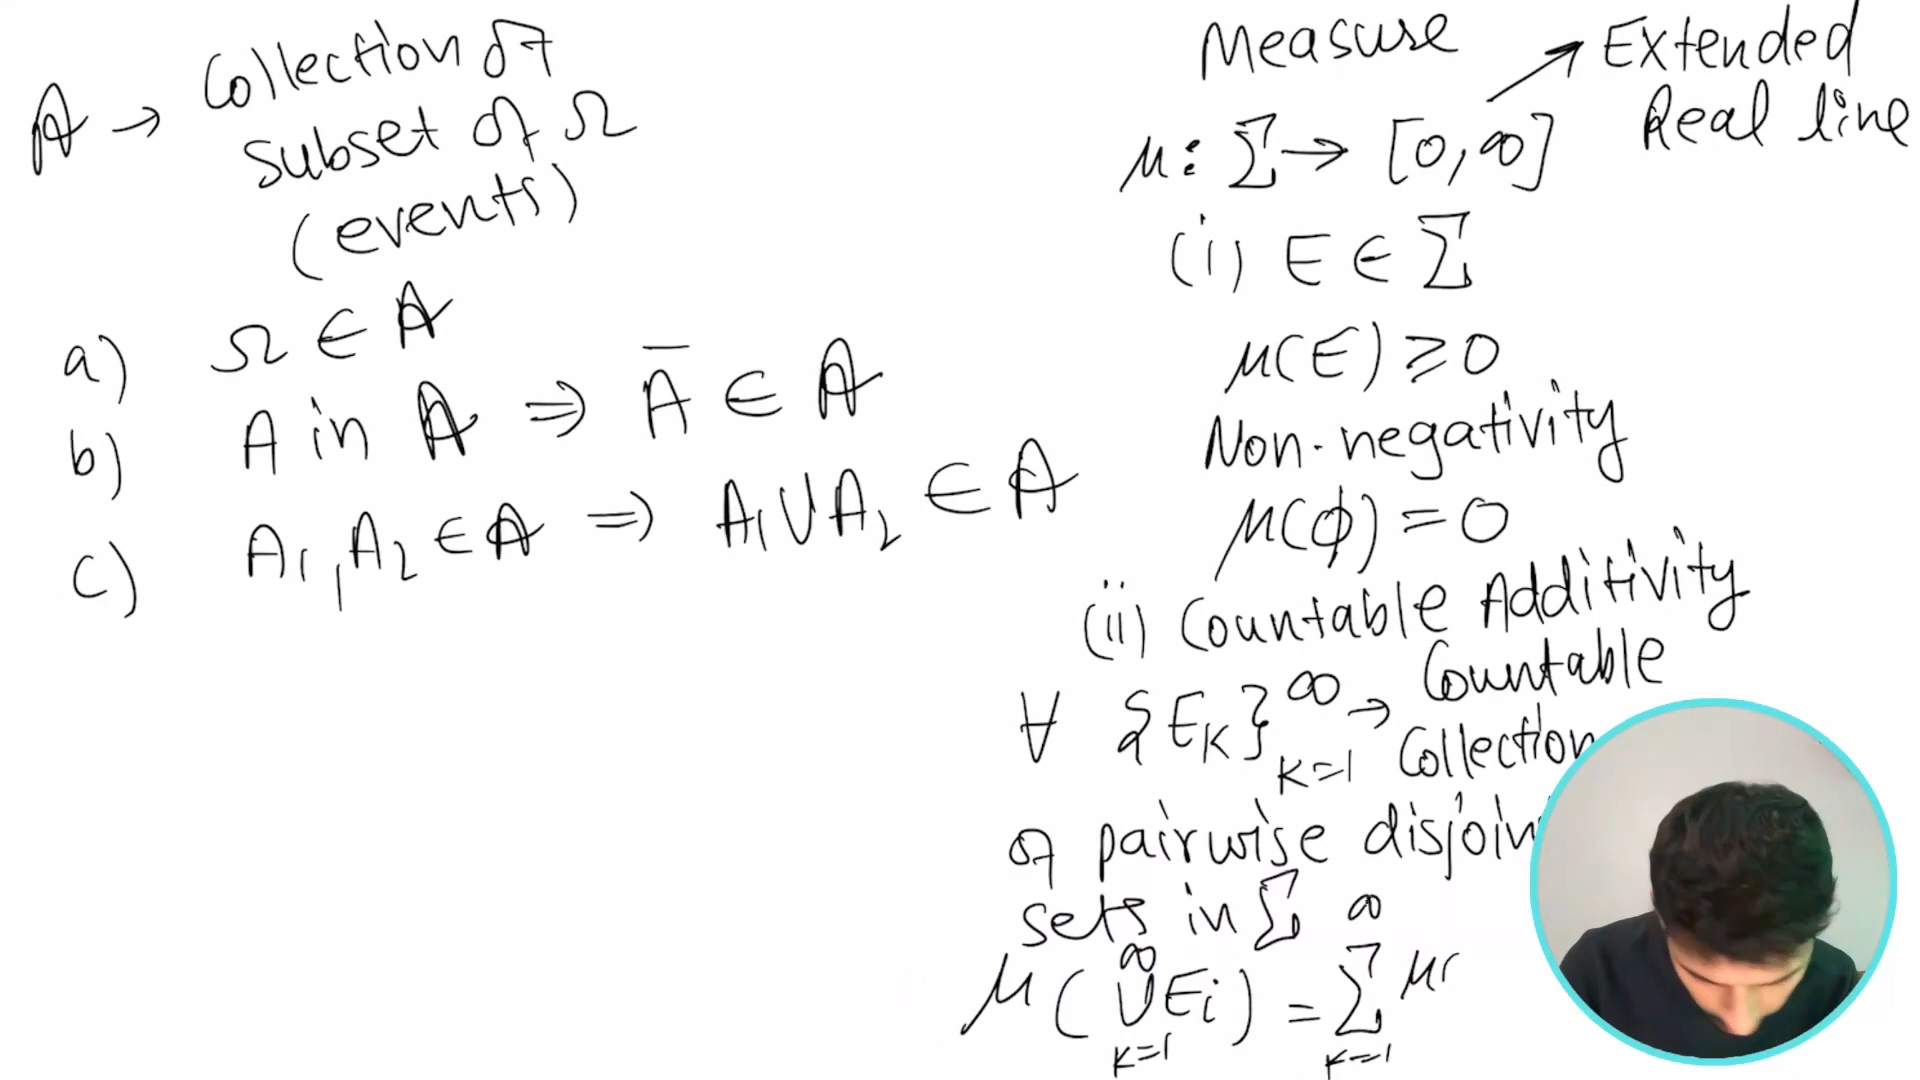 𝔸 → Collection of
subset of Ω
(events)
a) Ω ∈ 𝔸
b) A in 𝔸 ⇒ A̅ ∈ 𝔸
c) A₁, A₂ ∈ 𝔸 ⇒ A₁ ∪ A₂ ∈ 𝔸
Measure
μ: Σ → [0, ∞] → Extended
Real line
(i) E ∈ Σ
μ(E) ⩾ 0
Non-negativity
μ(ϕ) = 0
(ii) Countable Additivity
∀ {E_K}_{K=1}^∞ → Countable
Collection
of pairwise disjoin
sets in Σ
μ(∪_{K=1}^∞ Ei) = Σ_{K=1}^∞ μ(